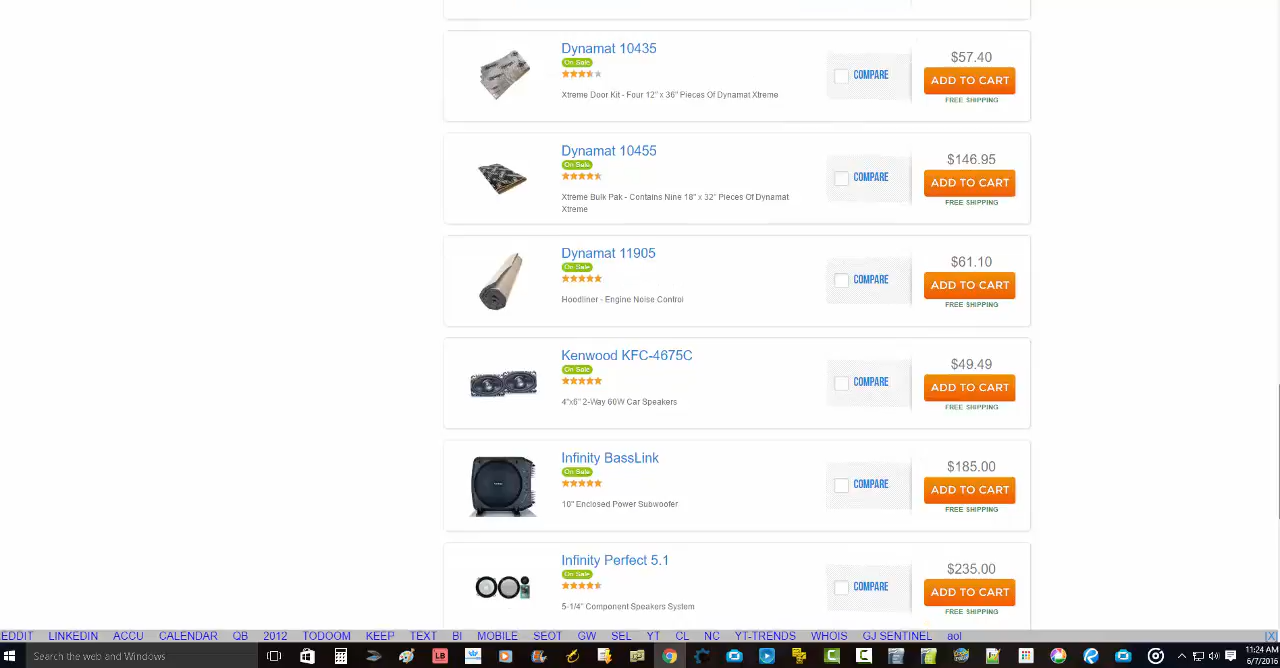 Dynamat 10435
On Sale
Xtreme Door Kit - Four 12" x 36" Pieces Of Dynamat Xtreme
COMPARE
$57.40
ADD TO CART
FREE SHIPPING
Dynamat 10455
On Sale
Xtreme Bulk Pak - Contains Nine 18" x 32" Pieces Of Dynamat
Xtreme
COMPARE
$146.95
ADD TO CART
FREE SHIPPING
Dynamat 11905
On Sale
Hoodliner - Engine Noise Control
COMPARE
$61.10
ADD TO CART
FREE SHIPPING
Kenwood KFC-4675C
On Sale
4"x6" 2-Way 60W Car Speakers
COMPARE
$49.49
ADD TO CART
FREE SHIPPING
Infinity BassLink
On Sale
10" Enclosed Power Subwoofer
COMPARE
$185.00
ADD TO CART
FREE SHIPPING
Infinity Perfect 5.1
On Sale
5-1/4" Component Speakers System
COMPARE
$235.00
ADD TO CART
FREE SHIPPING
EDDIT LINKEDIN ACCU CALENDAR QB 2012 TODOOM KEEP TEXT BI MOBILE SEOT GW SEL YT CL NC YT-TRENDS WHOIS GJ SENTINEL aol [X]
Search the web and Windows
LB
11:24 AM
6/7/201